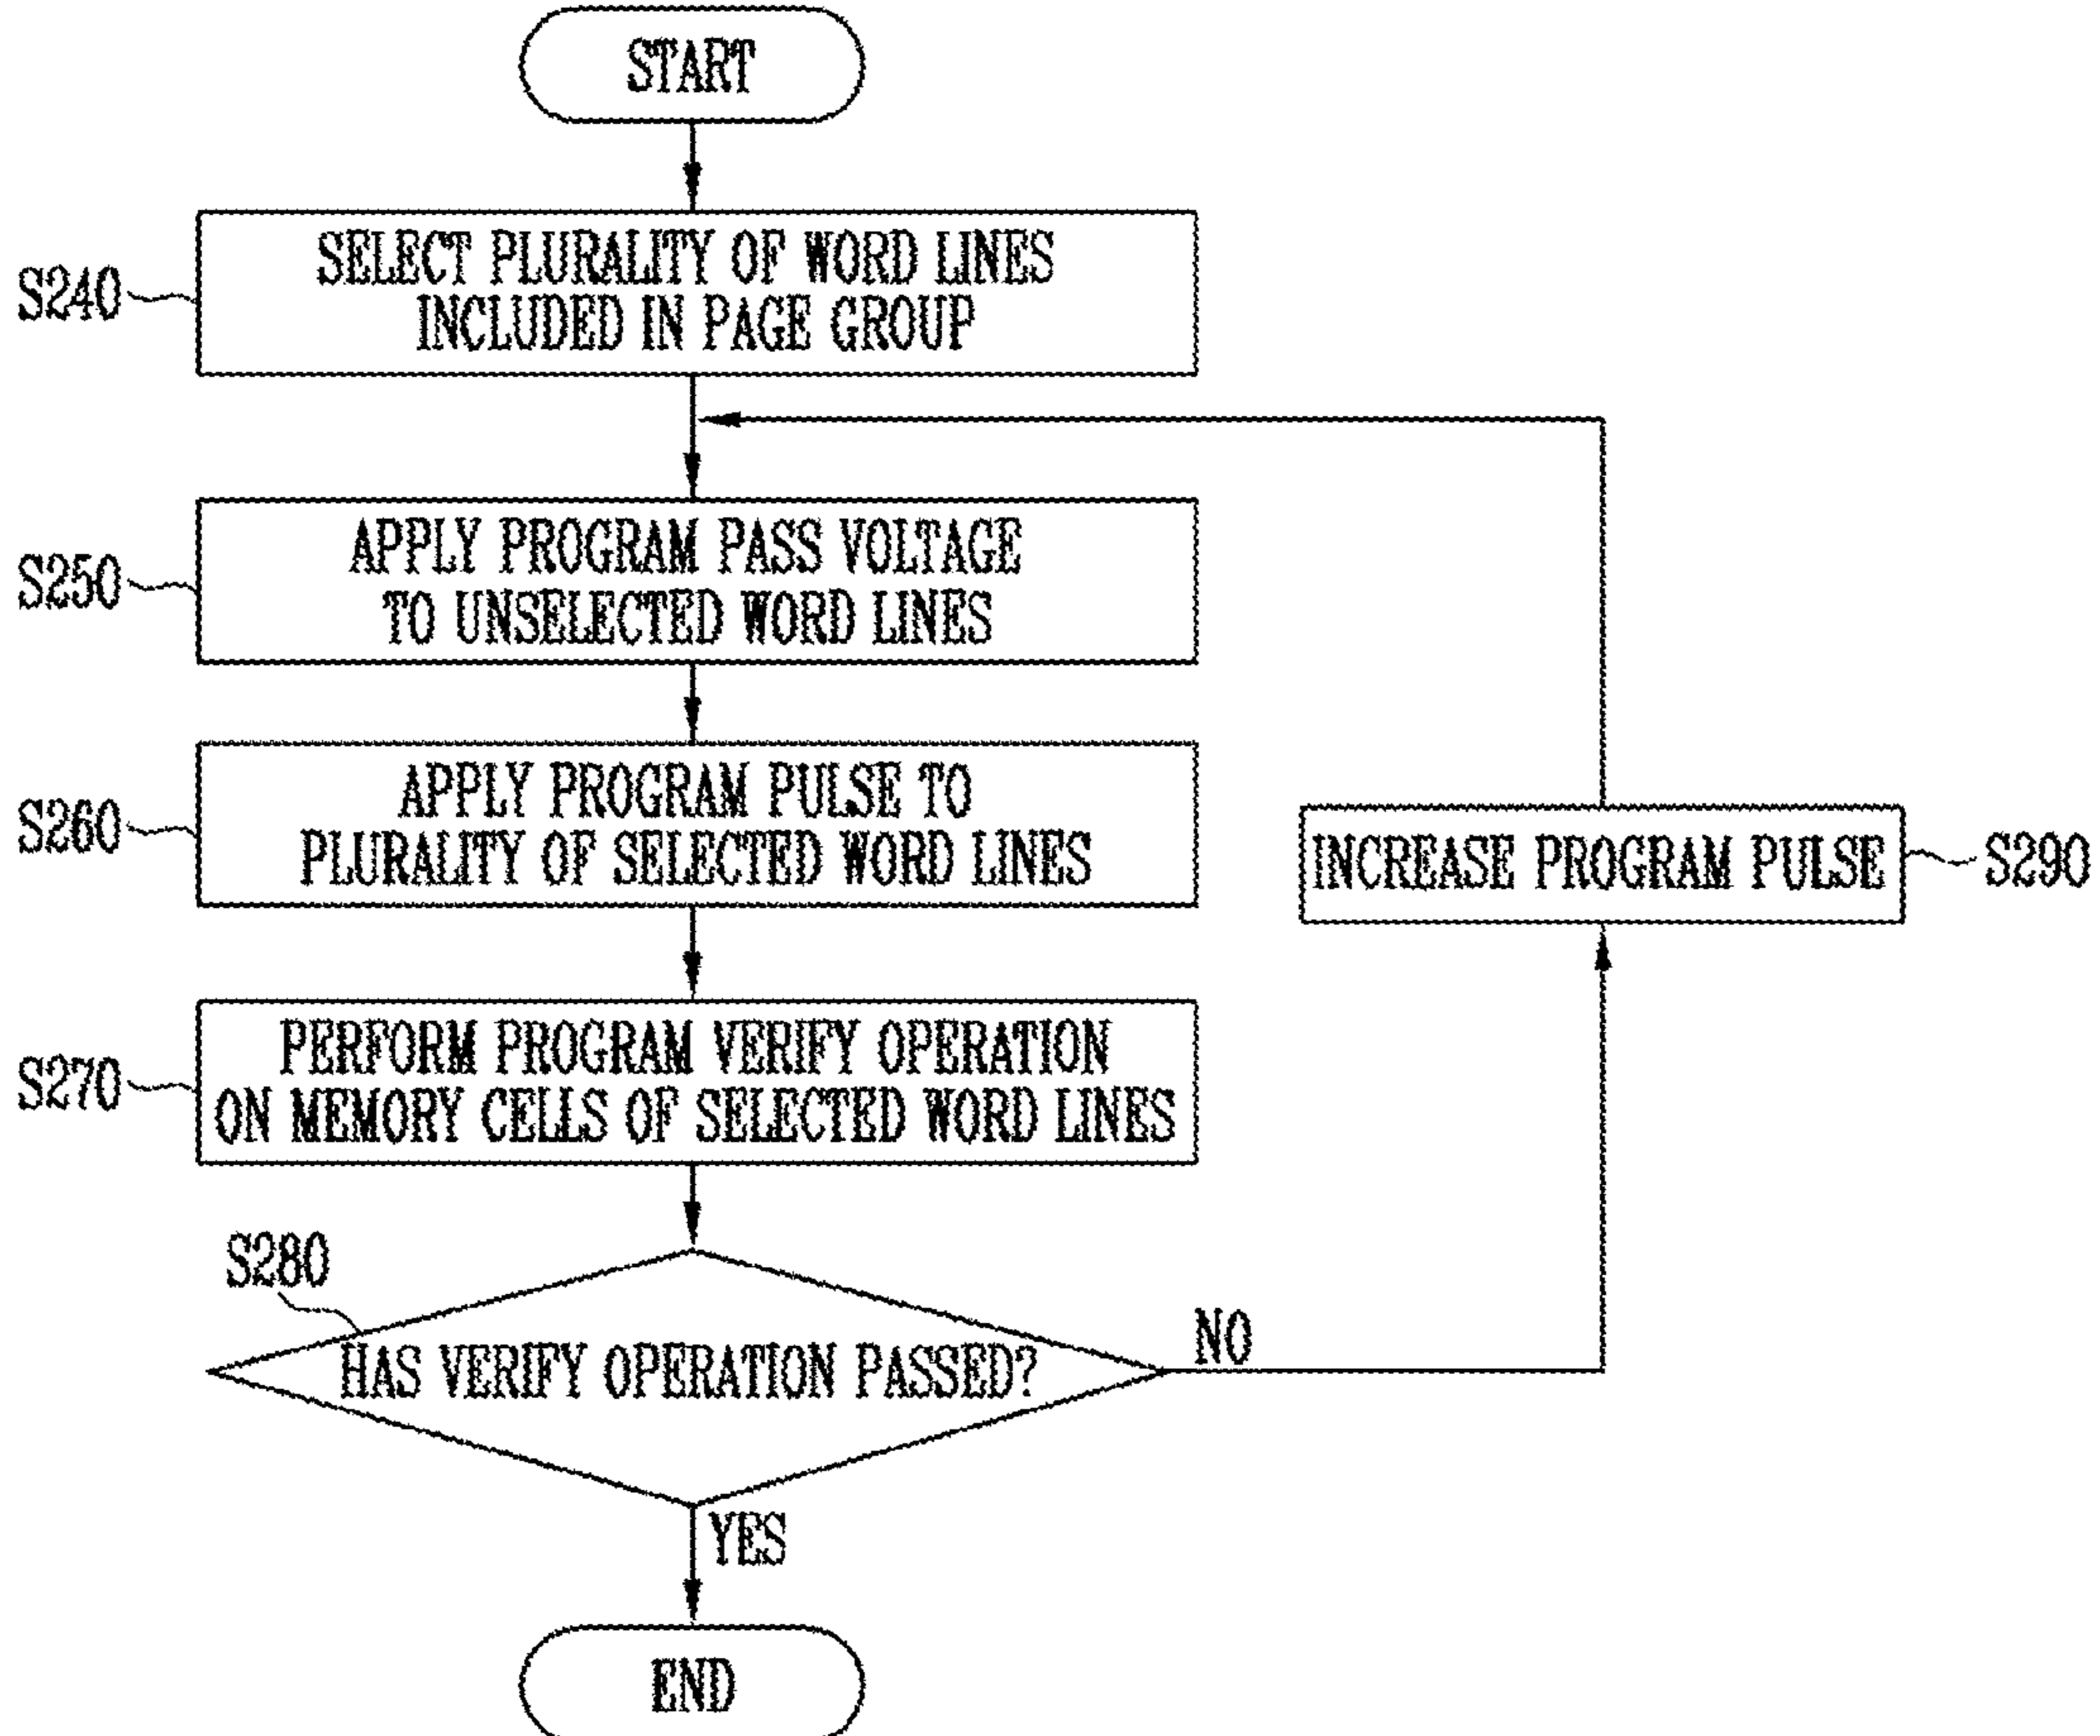 START
S240
SELECT PLURALITY OF WORD LINES
INCLUDED IN PAGE GROUP
S250
APPLY PROGRAM PASS VOLTAGE
TO UNSELECTED WORD LINES
S260
APPLY PROGRAM PULSE TO
PLURALITY OF SELECTED WORD LINES
INCREASE PROGRAM PULSE
S290
S270
PERFORM PROGRAM VERIFY OPERATION
ON MEMORY CELLS OF SELECTED WORD LINES
S280
HAS VERIFY OPERATION PASSED?
NO
YES
END